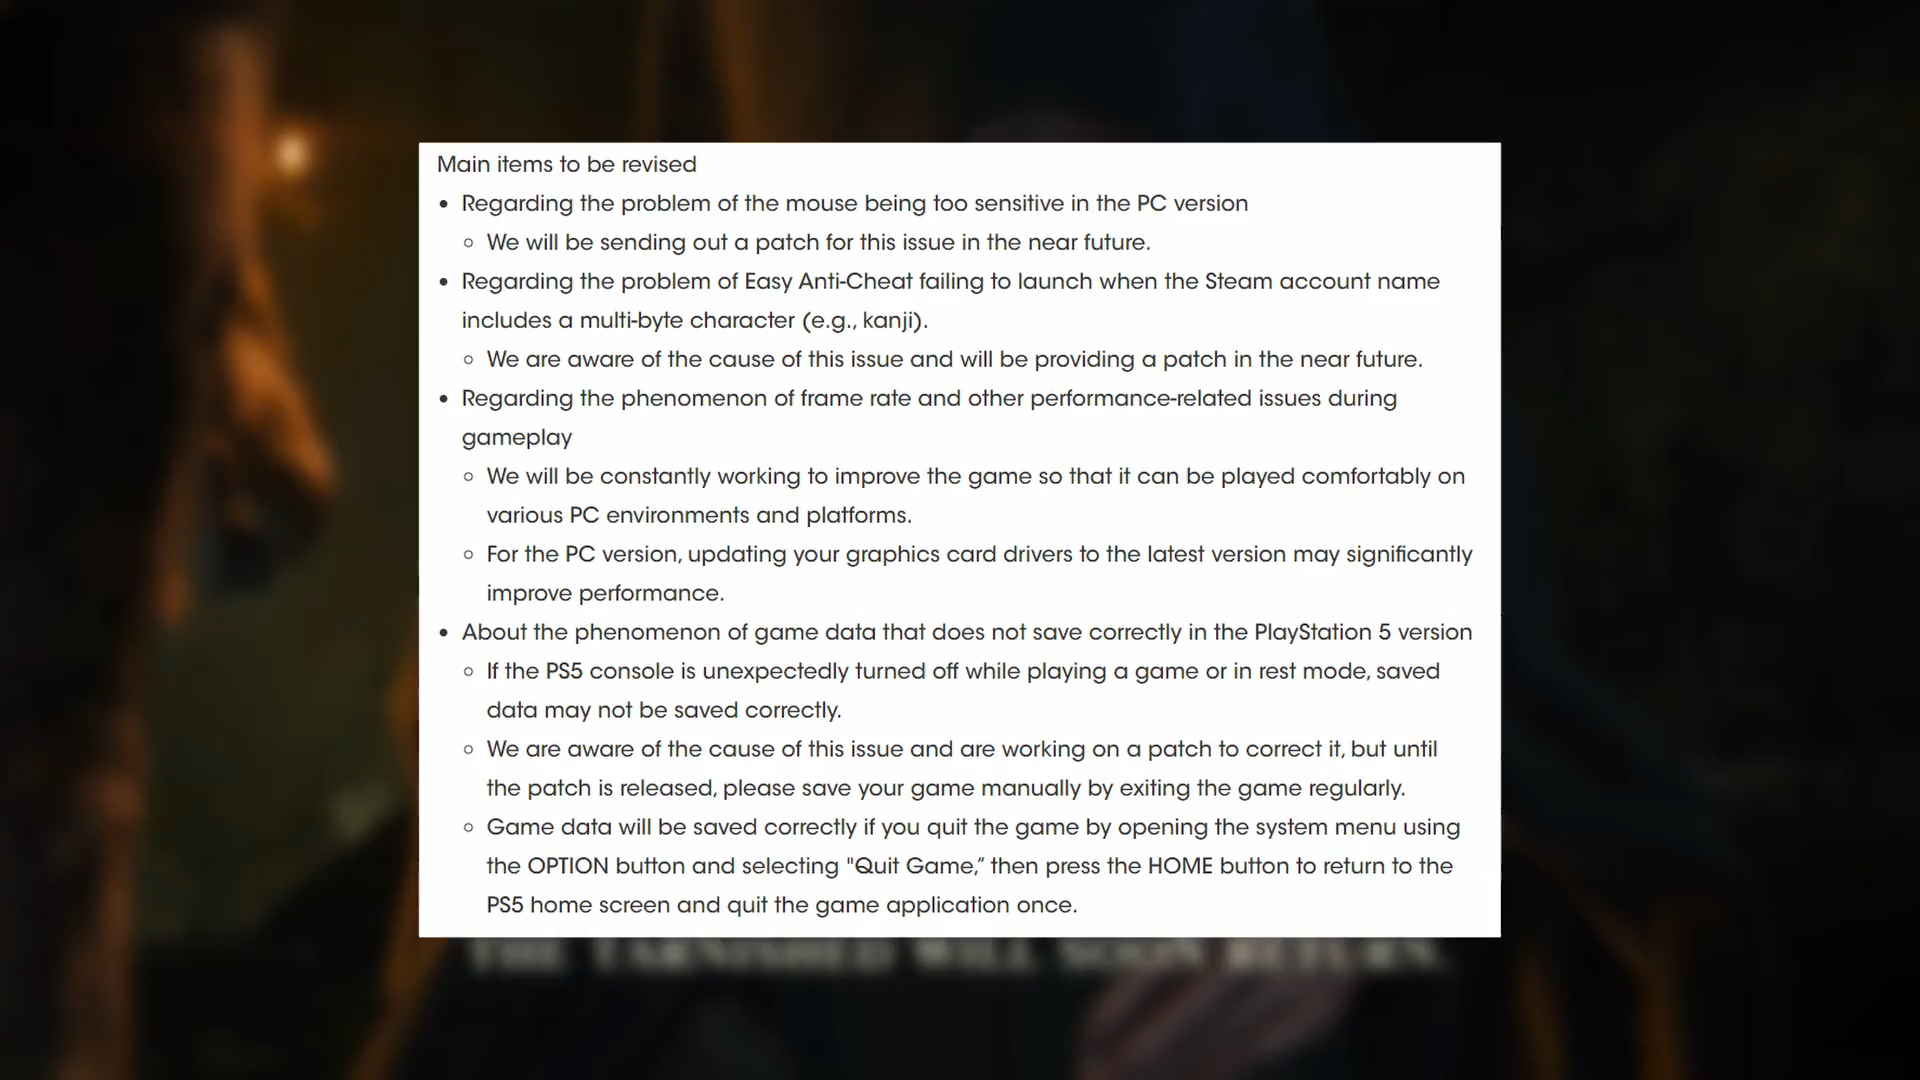 Main items to be revised
• Regarding the problem of the mouse being too sensitive in the PC version
○ We will be sending out a patch for this issue in the near future.
• Regarding the problem of Easy Anti-Cheat failing to launch when the Steam account name
includes a multi-byte character (e.g., kanji).
○ We are aware of the cause of this issue and will be providing a patch in the near future.
• Regarding the phenomenon of frame rate and other performance-related issues during
gameplay
○ We will be constantly working to improve the game so that it can be played comfortably on
various PC environments and platforms.
○ For the PC version, updating your graphics card drivers to the latest version may significantly
improve performance.
• About the phenomenon of game data that does not save correctly in the PlayStation 5 version
○ If the PS5 console is unexpectedly turned off while playing a game or in rest mode, saved
data may not be saved correctly.
○ We are aware of the cause of this issue and are working on a patch to correct it, but until
the patch is released, please save your game manually by exiting the game regularly.
○ Game data will be saved correctly if you quit the game by opening the system menu using
the OPTION button and selecting "Quit Game,” then press the HOME button to return to the
PS5 home screen and quit the game application once.
THE TARNISHED WILL SOON RETURN.